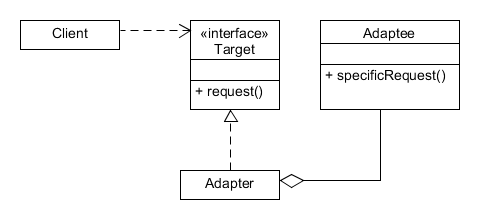 Client
«interface»
Target
+ request()
Adaptee
+ specificRequest()
Adapter